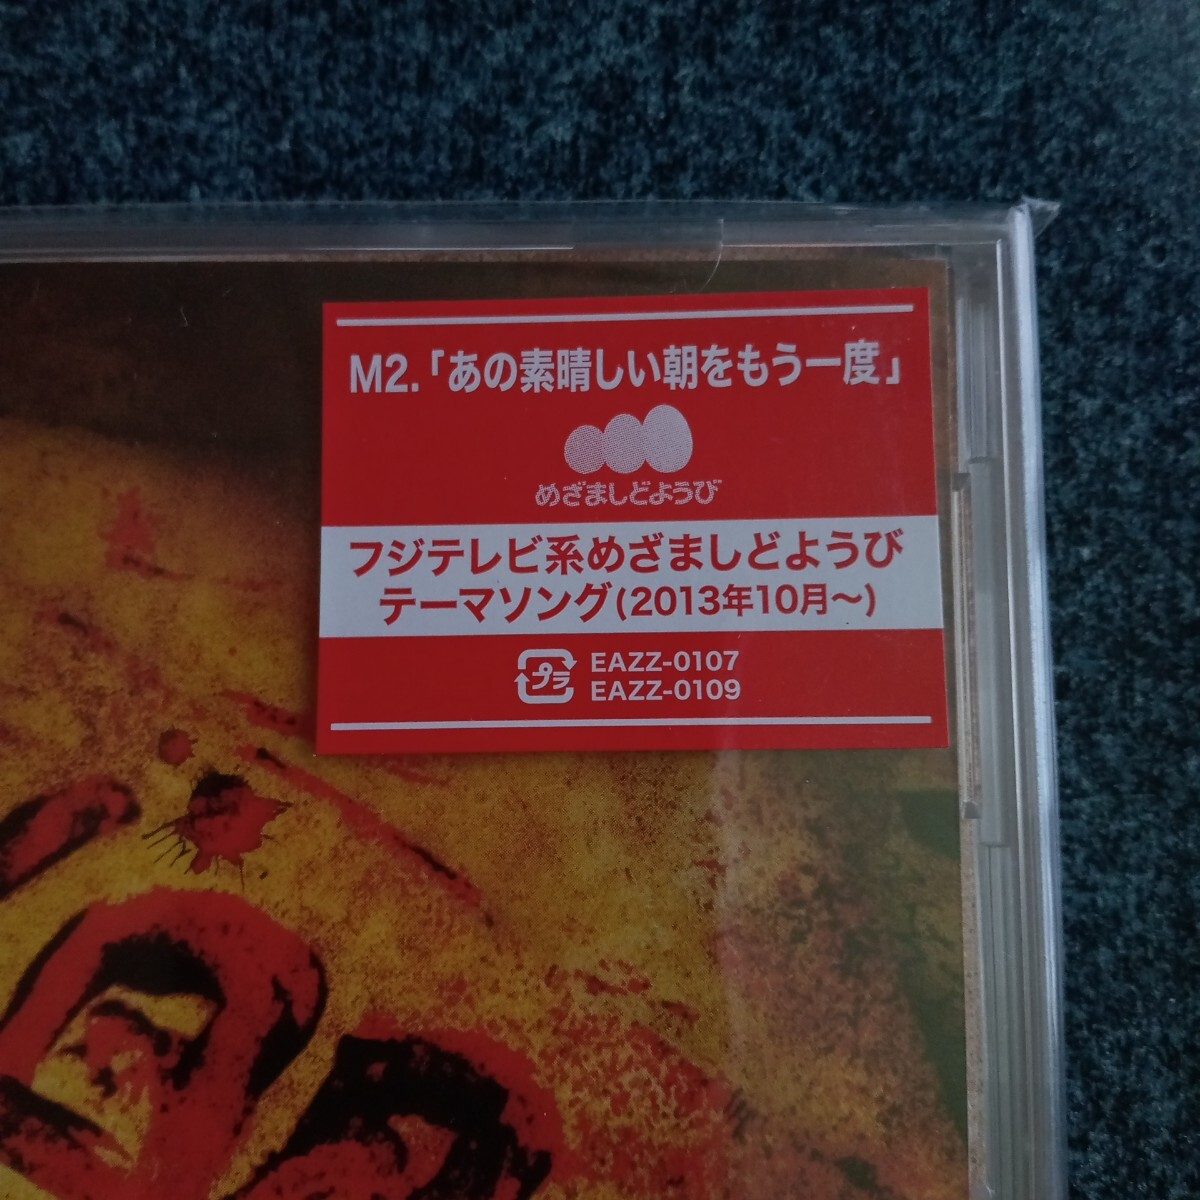 M2.「あの素晴しい朝をもう一度」
めざましどようび
フジテレビ系めざましどようび
テーマソング(2013年10月〜)
プラ
EAZZ-0107
EAZZ-0109